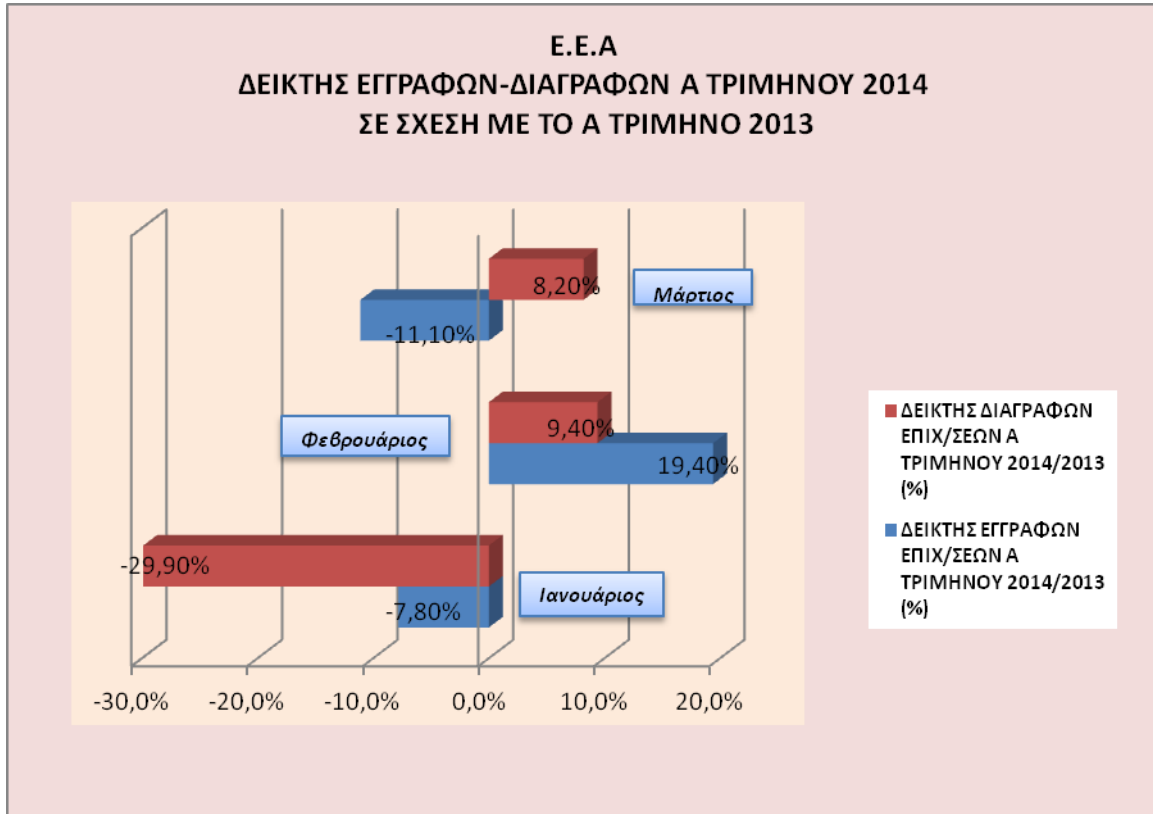 Ε.Ε.Α
ΔΕΙΚΤΗΣ ΕΓΓΡΑΦΩΝ-ΔΙΑΓΡΑΦΩΝ Α ΤΡΙΜΗΝΟΥ 2014
ΣΕ ΣΧΕΣΗ ΜΕ ΤΟ Α ΤΡΙΜΗΝΟ 2013
8,20%
Μάρτιος
-11,10%
9,40%
Φεβρουάριος
19,40%
-29,90%
Ιανουάριος
-7,80%
-30,0% -20,0% -10,0% 0,0% 10,0% 20,0%
ΔΕΙΚΤΗΣ ΔΙΑΓΡΑΦΩΝ
ΕΠΙΧ/ΣΕΩΝ Α
ΤΡΙΜΗΝΟΥ 2014/2013
(%)
ΔΕΙΚΤΗΣ ΕΓΓΡΑΦΩΝ
ΕΠΙΧ/ΣΕΩΝ Α
ΤΡΙΜΗΝΟΥ 2014/2013
(%)